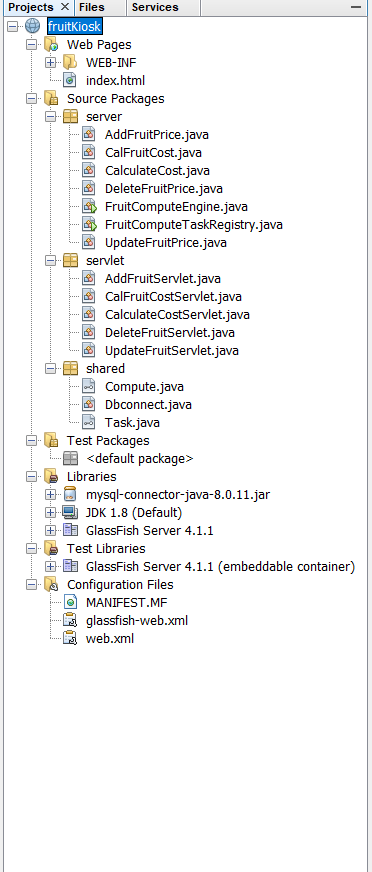 Projects Files Services
fruitKiosk
Web Pages
WEB-INF
index.html
Source Packages
server
AddFruitPrice.java
CalFruitCost.java
CalculateCost.java
DeleteFruitPrice.java
FruitComputeEngine.java
FruitComputeTaskRegistry.java
UpdateFruitPrice.java
servlet
AddFruitServlet.java
CalFruitCostServlet.java
CalculateCostServlet.java
DeleteFruitServlet.java
UpdateFruitServlet.java
shared
Compute.java
Dbconnect.java
Task.java
Test Packages
<default package>
Libraries
mysql-connector-java-8.0.11.jar
JDK 1.8 (Default)
GlassFish Server 4.1.1
Test Libraries
GlassFish Server 4.1.1 (embeddable container)
Configuration Files
MANIFEST.MF
glassfish-web.xml
web.xml